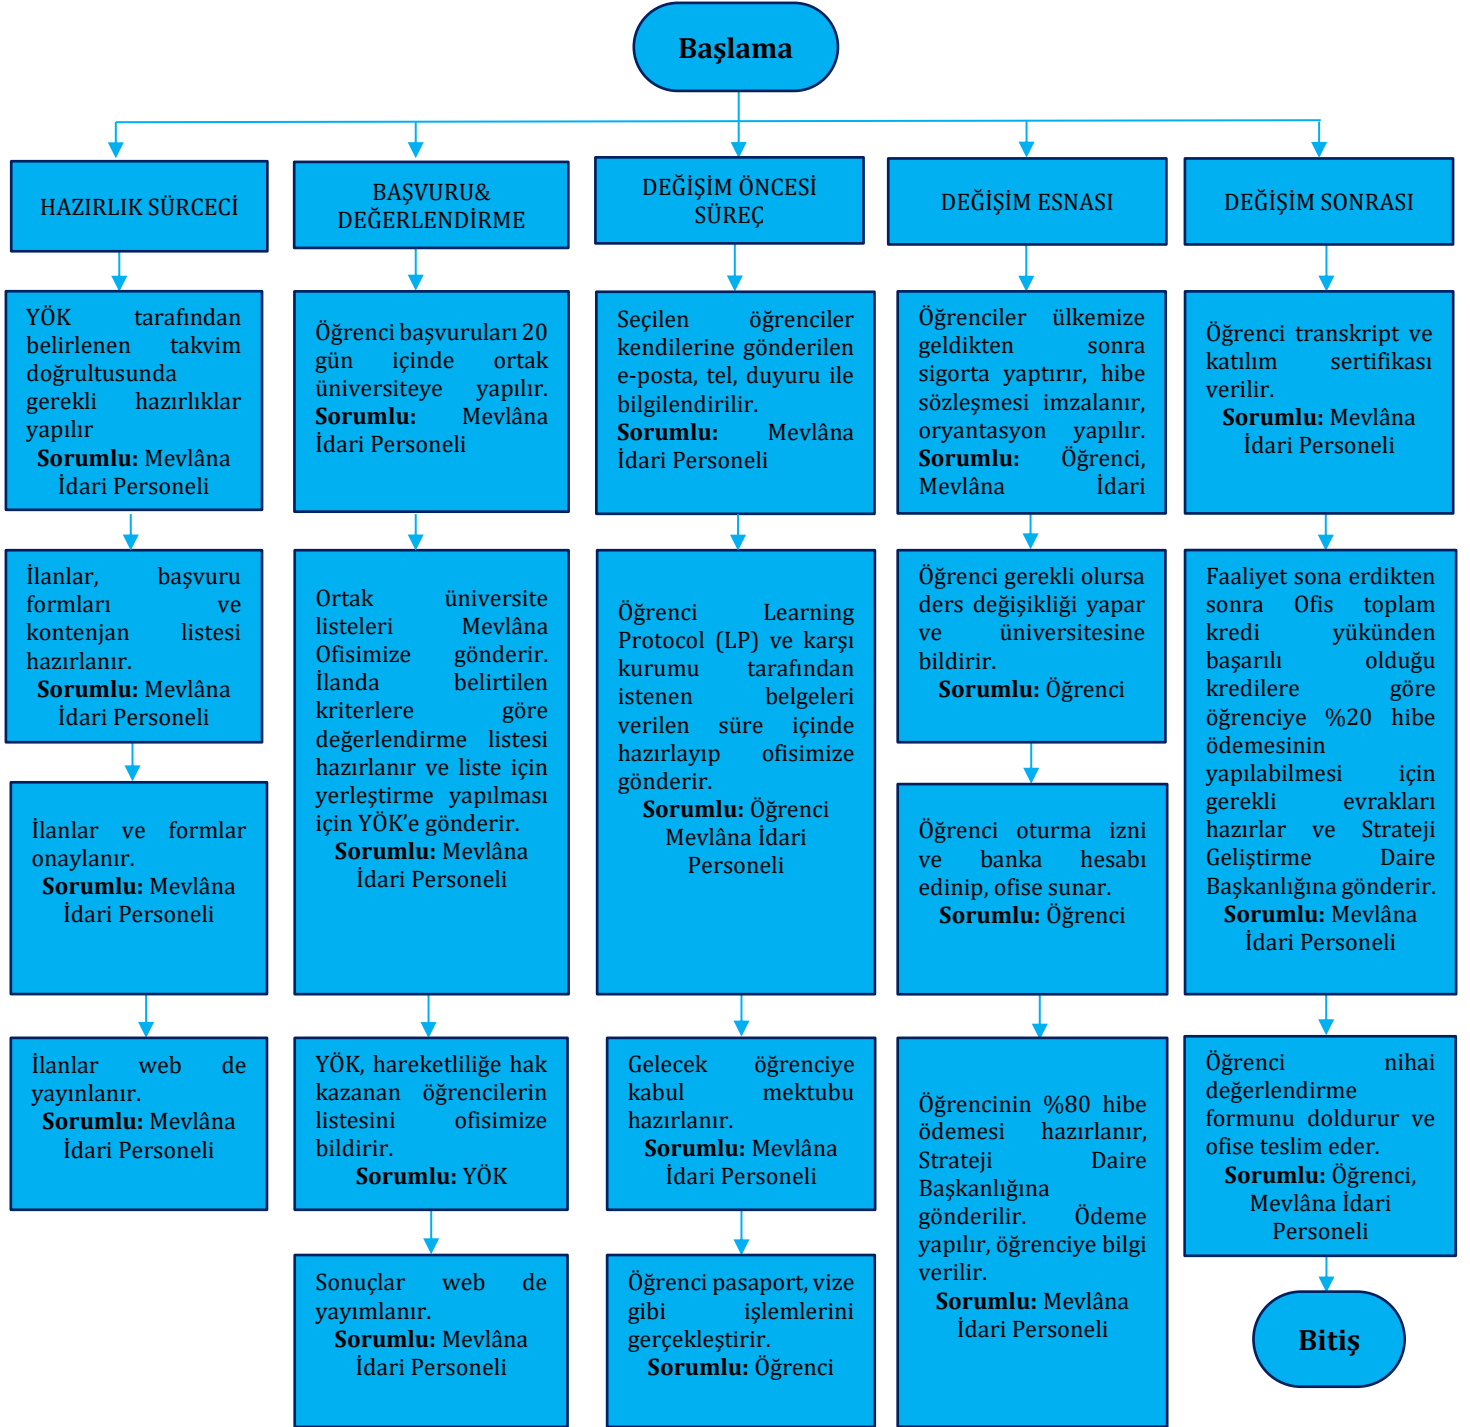 Başlama
HAZIRLIK SÜRCECİ
YÖK tarafından
belirlenen takvim
doğrultusunda
gerekli hazırlıklar
yapılır
Sorumlu: Mevlâna
İdari Personeli
İlanlar, başvuru
formları ve
kontenjan listesi
hazırlanır.
Sorumlu: Mevlâna
İdari Personeli
İlanlar ve formlar
onaylanır.
Sorumlu: Mevlâna
İdari Personeli
İlanlar web de
yayınlanır.
Sorumlu: Mevlâna
İdari Personeli
BAŞVURU&
DEĞERLENDİRME
Öğrenci başvuruları 20
gün içinde ortak
üniversiteye yapılır.
Sorumlu: Mevlâna
İdari Personeli
Ortak üniversite
listeleri Mevlâna
Ofisimize gönderir.
İlanda belirtilen
kriterlere göre
değerlendirme listesi
hazırlanır ve liste için
yerleştirme yapılması
için YÖK’e gönderir.
Sorumlu: Mevlâna
İdari Personeli
YÖK, hareketliliğe hak
kazanan öğrencilerin
listesini ofisimize
bildirir.
Sorumlu: YÖK
Sonuçlar web de
yayımlanır.
Sorumlu: Mevlâna
İdari Personeli
DEĞİŞİM ÖNCESİ
SÜREÇ
Seçilen öğrenciler
kendilerine gönderilen
e-posta, tel, duyuru ile
bilgilendirilir.
Sorumlu: Mevlâna
İdari Personeli
Öğrenci Learning
Protocol (LP) ve karşı
kurumu tarafından
istenen belgeleri
verilen süre içinde
hazırlayıp ofisimize
gönderir.
Sorumlu: Öğrenci
Mevlâna İdari
Personeli
Gelecek öğrenciye
kabul mektubu
hazırlanır.
Sorumlu: Mevlâna
İdari Personeli
Öğrenci pasaport, vize
gibi işlemlerini
gerçekleştirir.
Sorumlu: Öğrenci
DEĞİŞİM ESNASI
Öğrenciler ülkemize
geldikten sonra
sigorta yaptırır, hibe
sözleşmesi imzalanır,
oryantasyon yapılır.
Sorumlu: Öğrenci,
Mevlâna İdari
Öğrenci gerekli olursa
ders değişikliği yapar
ve üniversitesine
bildirir.
Sorumlu: Öğrenci
Öğrenci oturma izni
ve banka hesabı
edinip, ofise sunar.
Sorumlu: Öğrenci
Öğrencinin %80 hibe
ödemesi hazırlanır,
Strateji Daire
Başkanlığına
gönderilir. Ödeme
yapılır, öğrenciye bilgi
verilir.
Sorumlu: Mevlâna
İdari Personeli
DEĞİŞİM SONRASI
Öğrenci transkript ve
katılım sertifikası
verilir.
Sorumlu: Mevlâna
İdari Personeli
Faaliyet sona erdikten
sonra Ofis toplam
kredi yükünden
başarılı olduğu
kredilere göre
öğrenciye %20 hibe
ödemesinin
yapılabilmesi için
gerekli evrakları
hazırlar ve Strateji
Geliştirme Daire
Başkanlığına gönderir.
Sorumlu: Mevlâna
İdari Personeli
Öğrenci nihai
değerlendirme
formunu doldurur ve
ofise teslim eder.
Sorumlu: Öğrenci,
Mevlâna İdari
Personeli
Bitiş